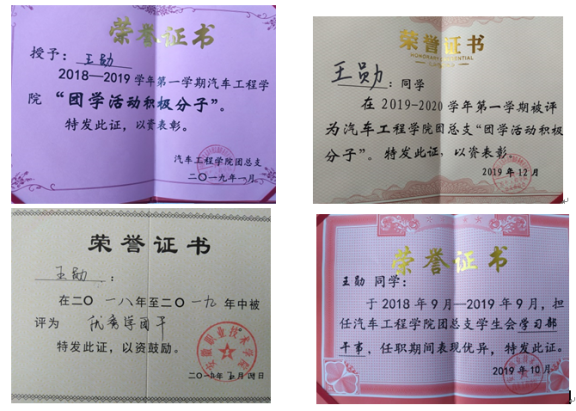 荣誉证书
授予：王勋
2018—2019学年第一学期汽车工程学
院“团学活动积极分子”。
特发此证，以资表彰。
汽车工程学院团总支
二〇一九年一月
荣誉证书
王勋：同学
在2019-2020学年第一学期被评
为汽车工程学院团总支“团学活动积极
分子”。特发此证，以资表彰。
2019年12月
荣誉证书
王勋：
在二〇一八年至二〇一九年中被
评为 优秀学团干
特发此证，以资鼓励。
安徽职业技术学院
荣誉证书
王勋 同学：
于2018年9月—2019年9月，担
任汽车工程学院团总支学生会学习部
干事，任职期间表现优异，特发此证。
2019年10月